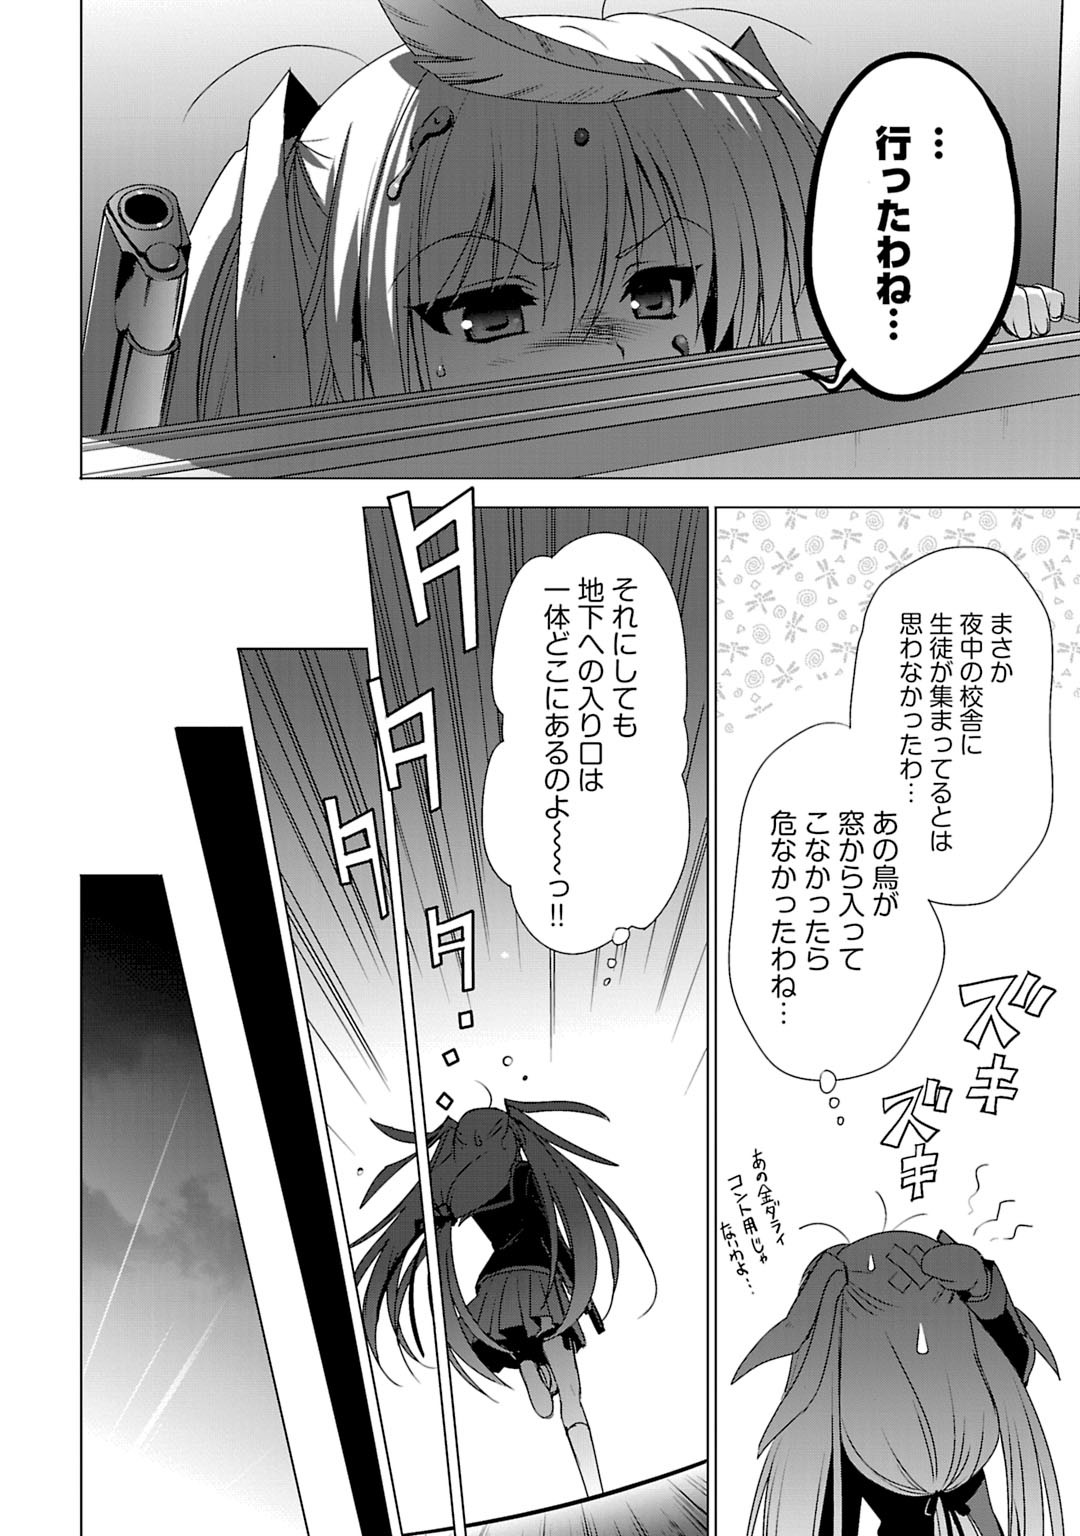 …
行ったわね…
まさか
夜中の校舎に
生徒が集まってるとは
思わなかったわ…
あの鳥が
窓から入って
こなかったら
危なかったわね…
ズキ
ズキ
あの金ダライ
コント用じゃ
ないわよ…
それにしても
地下への入り口は
一体どこにあるのよ〜〜〜っ!!
タッ
タッ
タッ
タッ